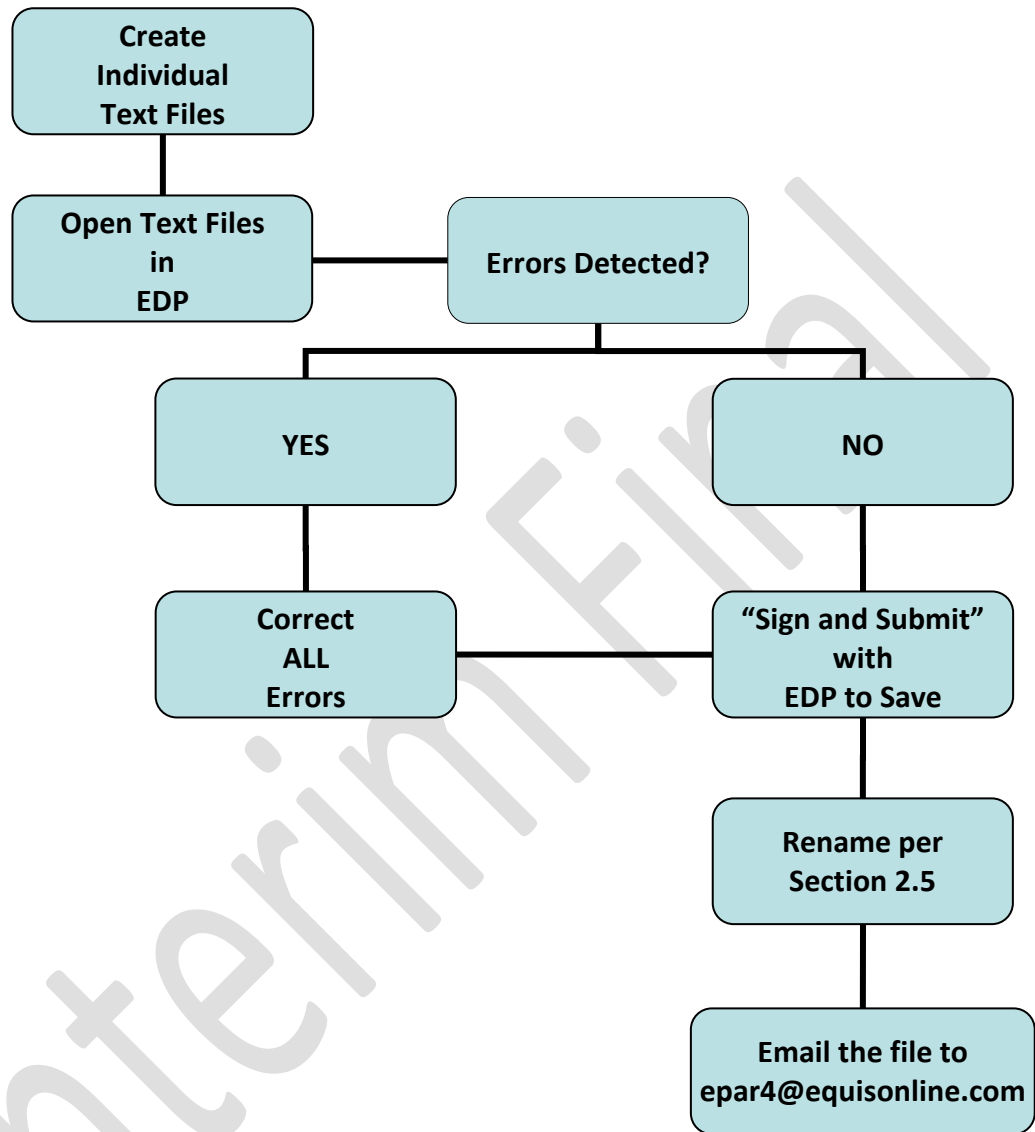 Create
Individual
Text Files
Open Text Files
in
EDP
Errors Detected?
YES
NO
Correct
ALL
Errors
“Sign and Submit”
with
EDP to Save
Rename per
Section 2.5
Email the file to
epar4@equisonline.com
nterim Final